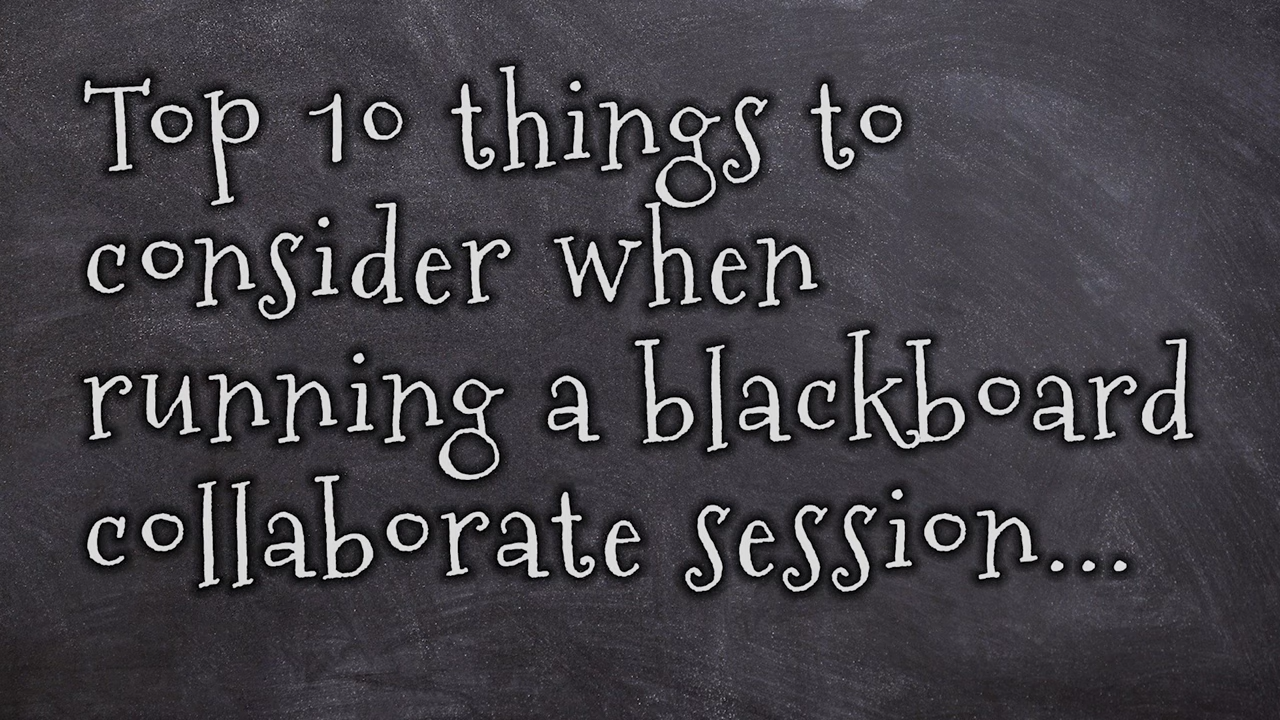 Top 10 things to
consider when
running a blackboard
collaborate session...